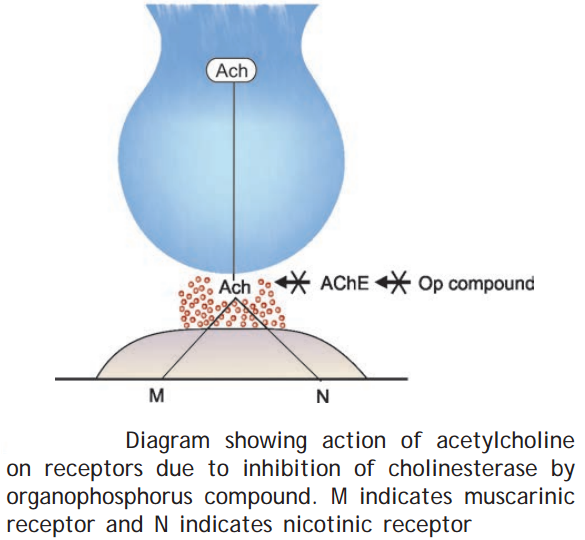 Ach
Ach AChE Op compound
M N
Diagram showing action of acetylcholine
on receptors due to inhibition of cholinesterase by
organophosphorus compound. M indicates muscarinic
receptor and N indicates nicotinic receptor